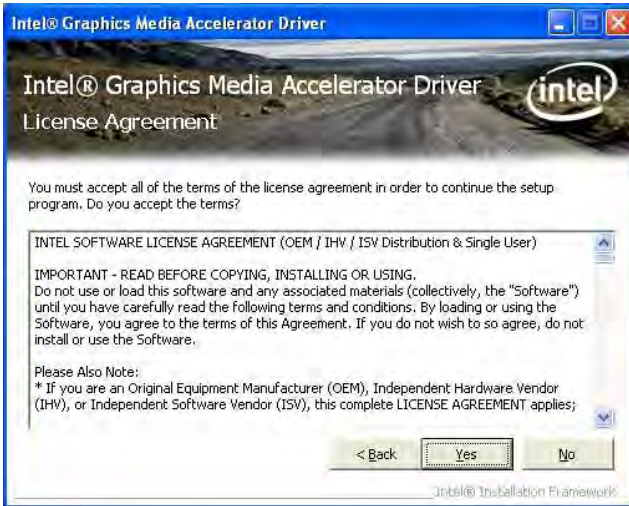 Intel® Graphics Media Accelerator Driver
Intel® Graphics Media Accelerator Driver
License Agreement
intel
You must accept all of the terms of the license agreement in order to continue the setup
program. Do you accept the terms?
INTEL SOFTWARE LICENSE AGREEMENT (OEM / IHV / ISV Distribution & Single User)
IMPORTANT - READ BEFORE COPYING, INSTALLING OR USING.
Do not use or load this software and any associated materials (collectively, the "Software")
until you have carefully read the following terms and conditions. By loading or using the
Software, you agree to the terms of this Agreement. If you do not wish to so agree, do not
install or use the Software.
Please Also Note:
* If you are an Original Equipment Manufacturer (OEM), Independent Hardware Vendor
(IHV), or Independent Software Vendor (ISV), this complete LICENSE AGREEMENT applies;
< Back
Yes
No
Intel® Installation Framework